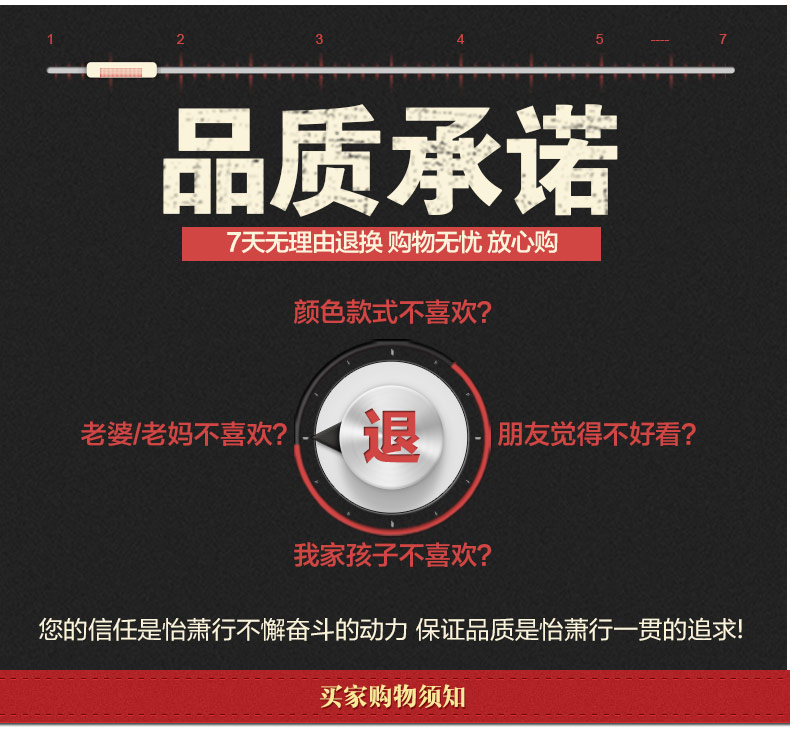 1 2 3 4 5 ---- 7
品质承诺
7天无理由退换 购物无忧 放心购
颜色款式不喜欢?
老婆/老妈不喜欢? 退 朋友觉得不好看?
我家孩子不喜欢?
您的信任是怡萧行不懈奋斗的动力 保证品质是怡萧行一贯的追求!
买家购物须知